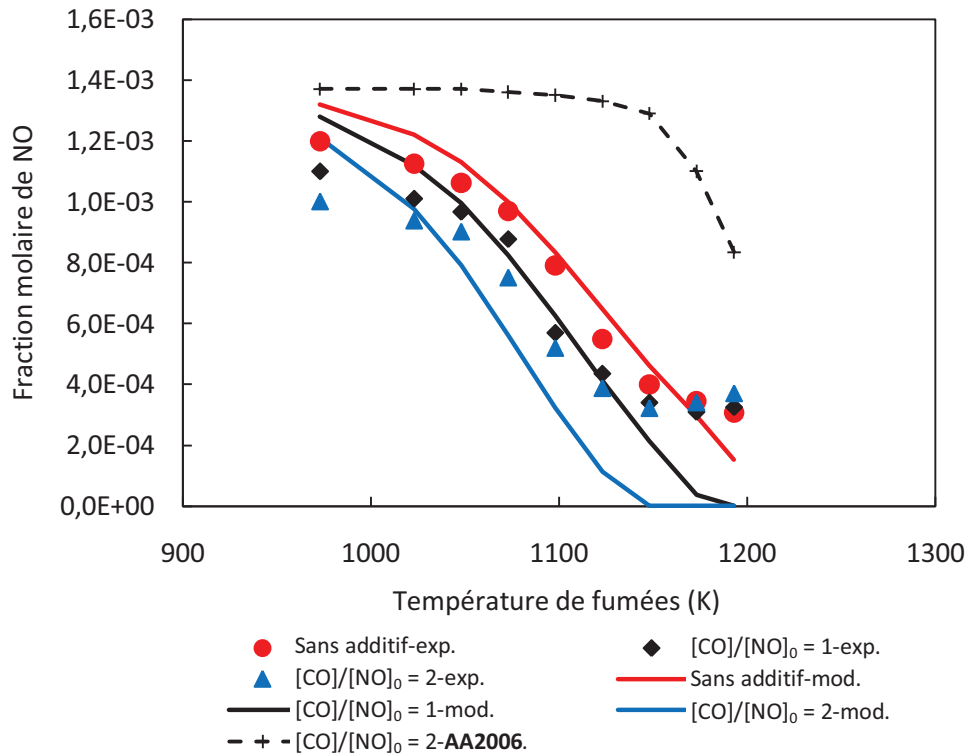 1,6E-03
1,4E-03
1,2E-03
1,0E-03
8,0E-04
6,0E-04
4,0E-04
2,0E-04
0,0E+00
Fraction molaire de NO
900 1000 1100 1200 1300
Température de fumées (K)
Sans additif-exp. [CO]/[NO]₀ = 1-exp.
[CO]/[NO]₀ = 2-exp. Sans additif-mod.
[CO]/[NO]₀ = 1-mod. [CO]/[NO]₀ = 2-mod.
[CO]/[NO]₀ = 2-AA2006.